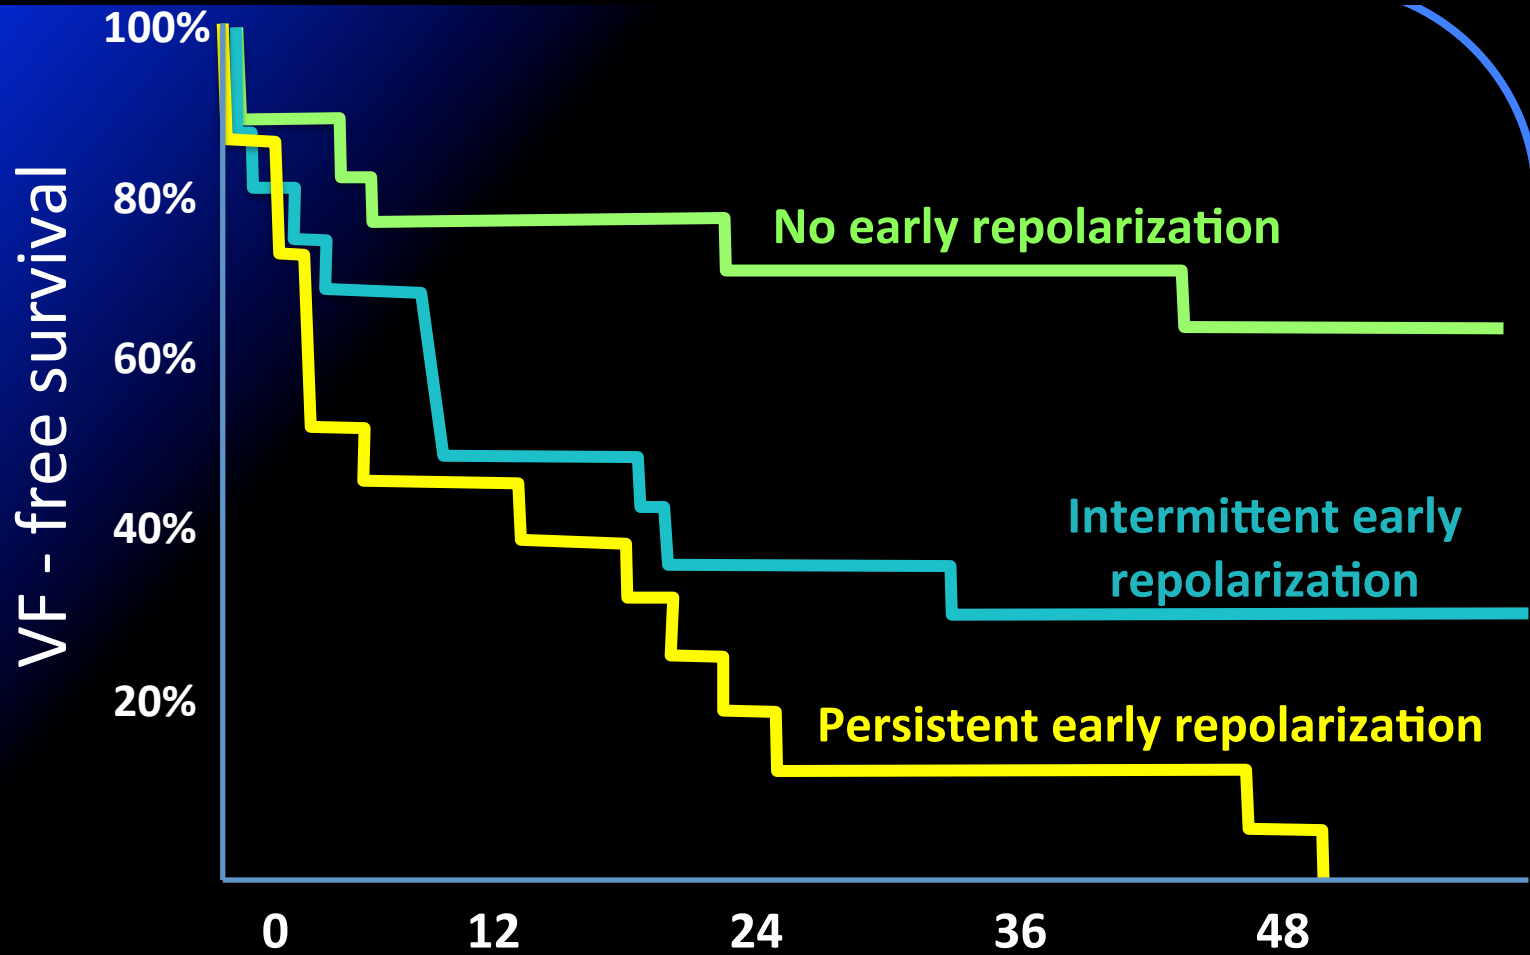 100%
80%
60%
40%
20%
VF - free survival
No early repolarization
Intermittent early
repolarization
Persistent early repolarization
0 12 24 36 48